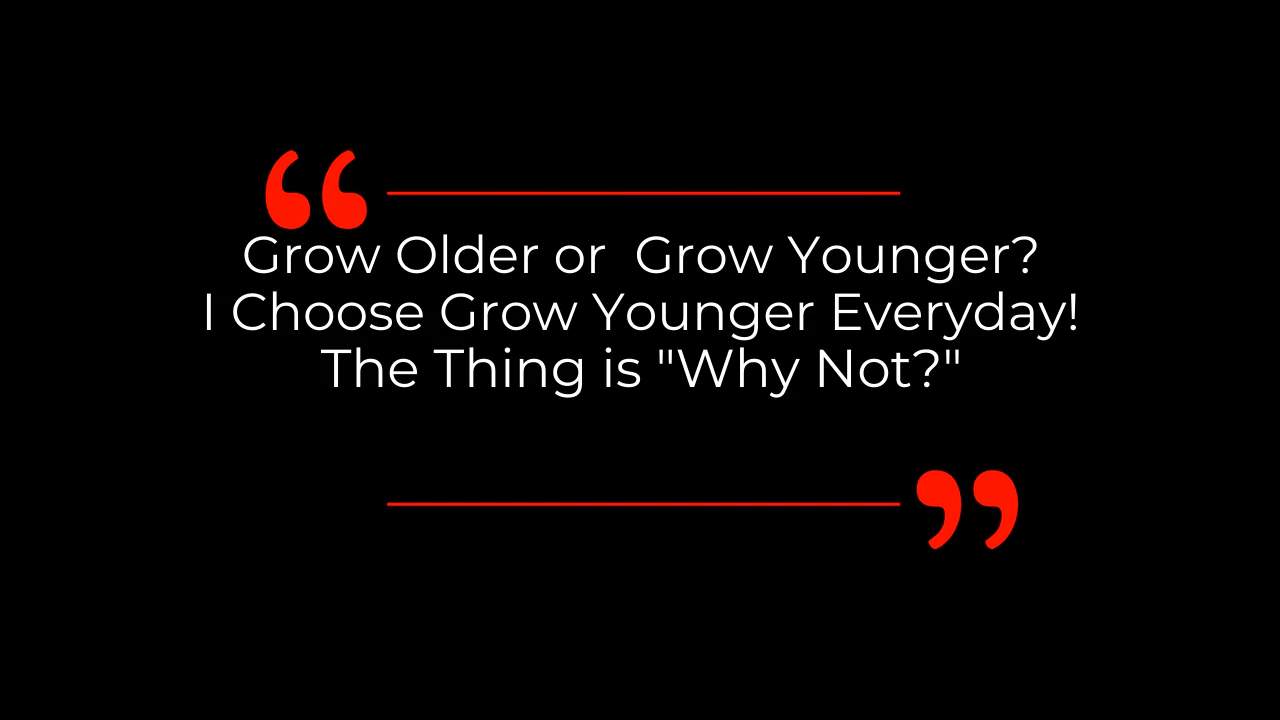 “
Grow Older or  Grow Younger?
I Choose Grow Younger Everyday!
The Thing is "Why Not?"
”